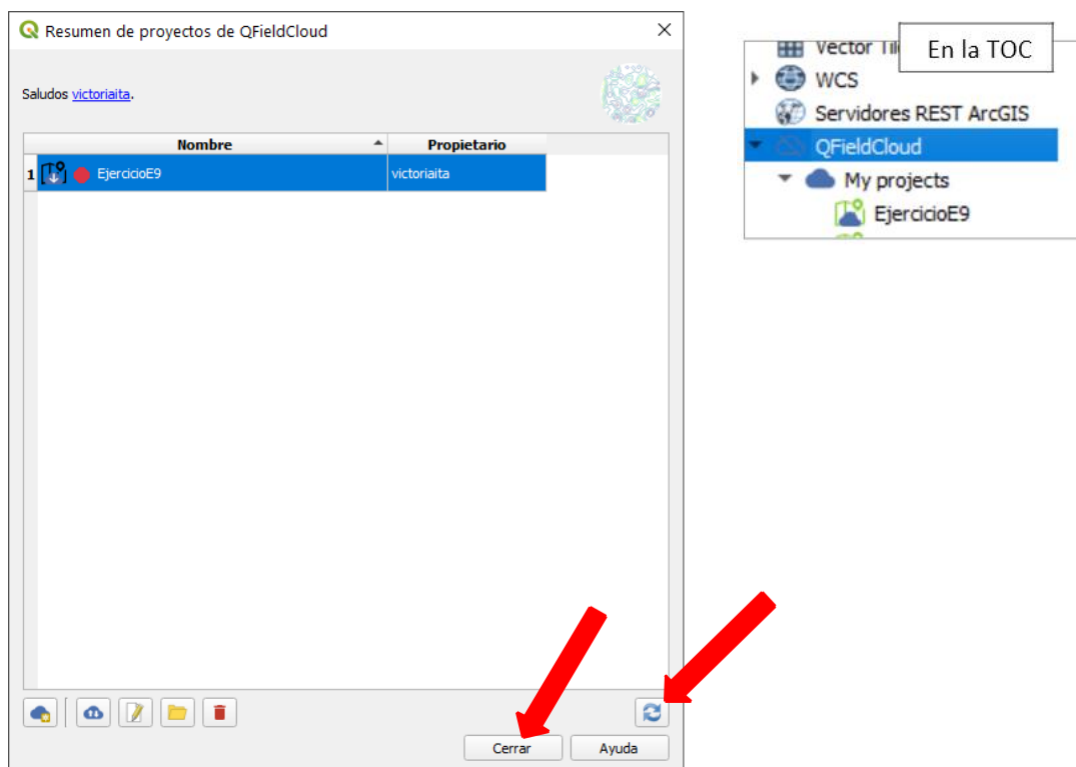 Resumen de proyectos de QFieldCloud
Saludos victoriaita.
Nombre Propietario
1 EjercicioE9 victoriaita
Cerrar Ayuda
En la TOC
Vector
WCS
Servidores REST ArcGIS
QFieldCloud
My projects
EjercicioE9